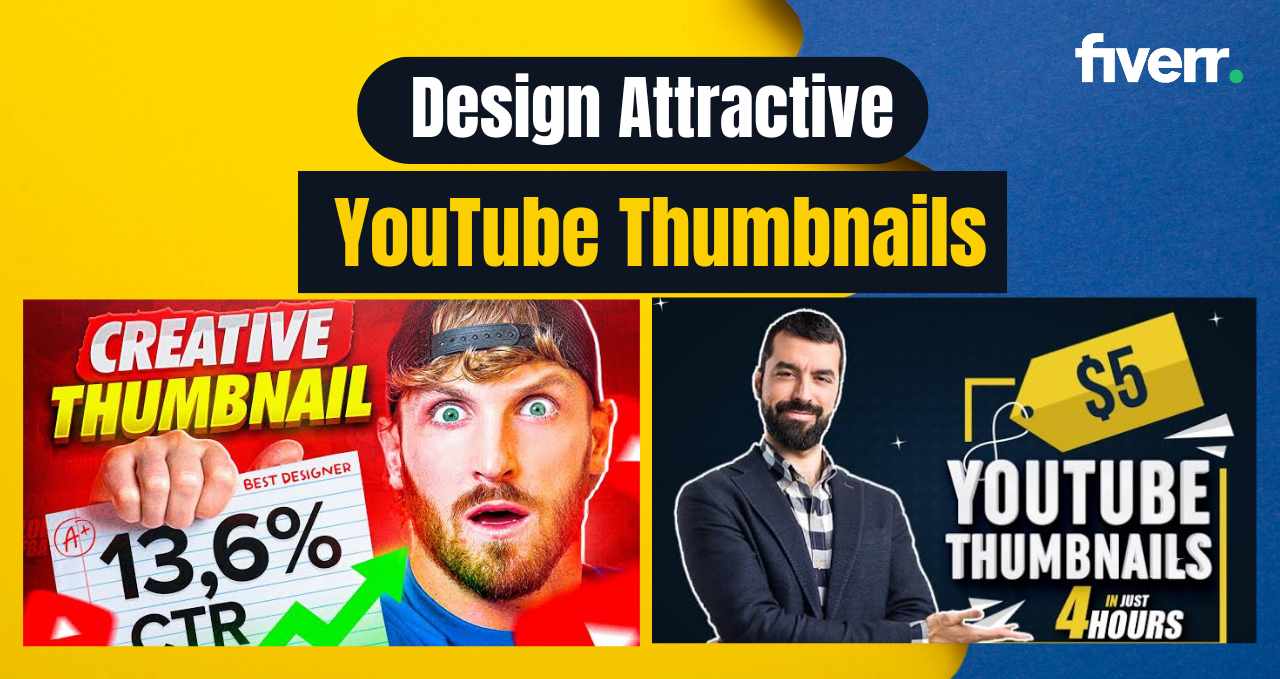 fiverr.
Design Attractive
YouTube Thumbnails
CREATIVE
THUMBNAIL
BEST DESIGNER
A+
13,6%
CTR
$5
YOUTUBE
THUMBNAILS
4 IN JUST
HOURS